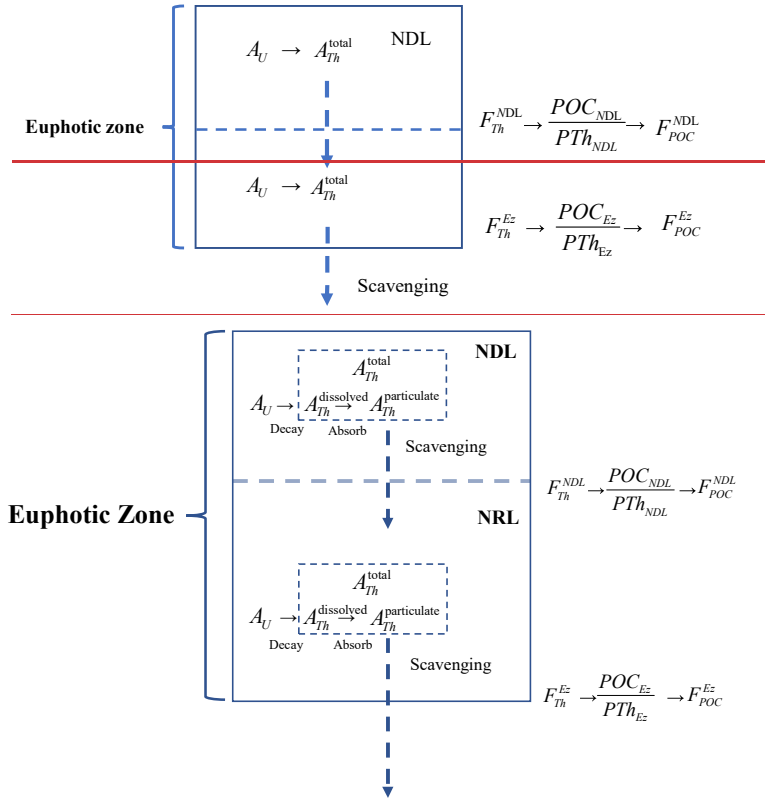 NDL
A_U → A_Th^total
Euphotic zone
F_Th^NDL → POC_NDL / PTh_NDL → F_POC^NDL
A_U → A_Th^total
F_Th^Ez → POC_Ez / PTh_Ez → F_POC^Ez
Scavenging
NDL
A_Th^total
A_U → A_Th^dissolved → A_Th^particulate
Decay Absorb
Scavenging
F_Th^NDL → POC_NDL / PTh_NDL → F_POC^NDL
Euphotic Zone
NRL
A_Th^total
A_U → A_Th^dissolved → A_Th^particulate
Decay Absorb
Scavenging
F_Th^Ez → POC_Ez / PTh_Ez → F_POC^Ez